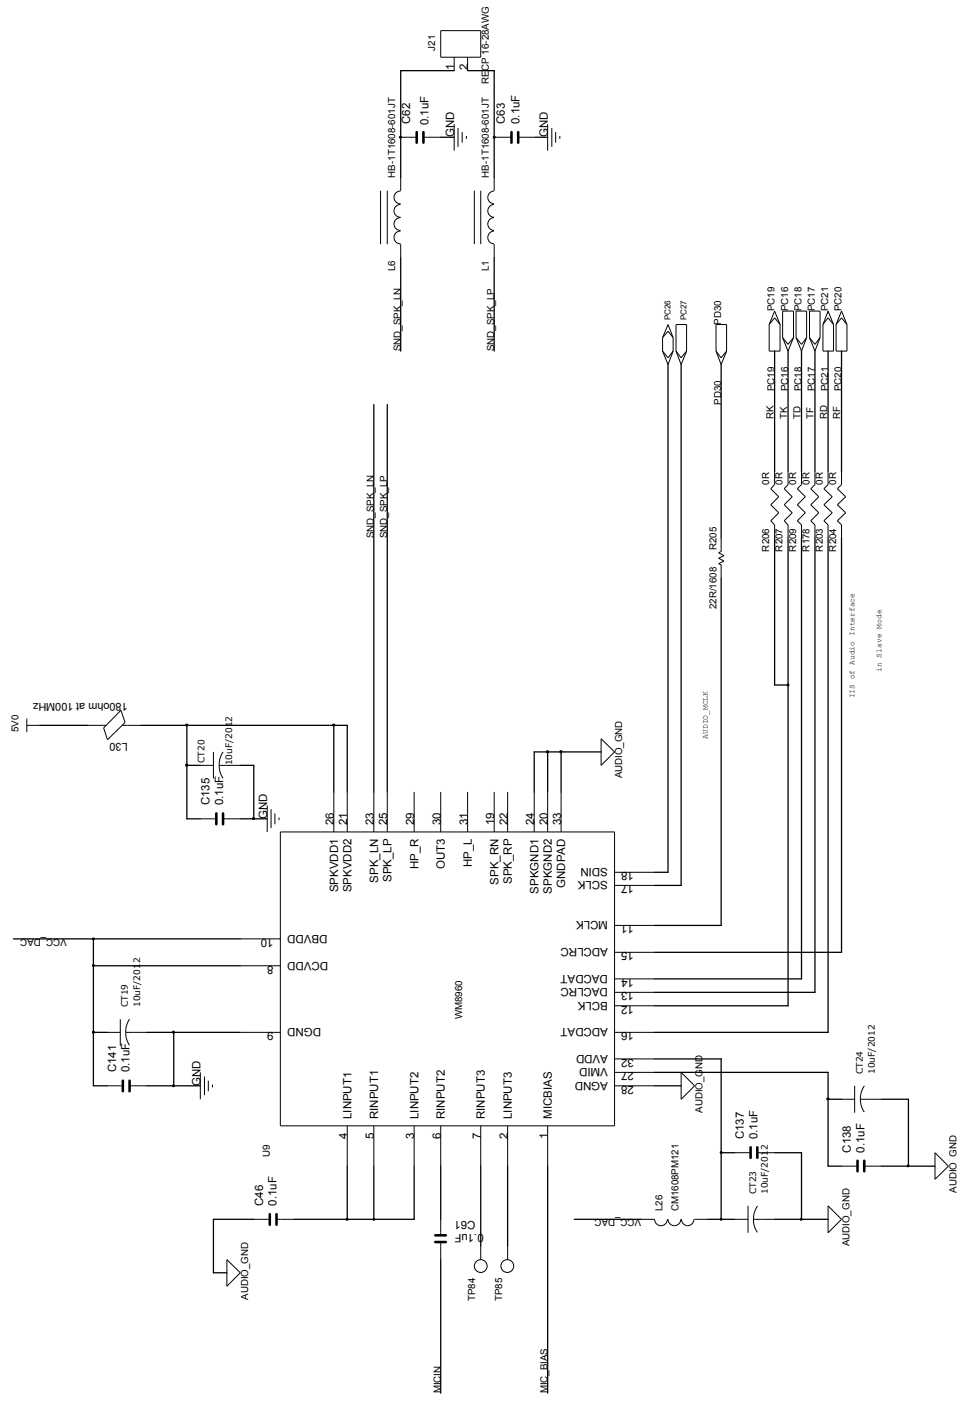 J21
1
2
RECP 16-28AWG
HB-1T1608-601JT
C62
0.1uF
GND
HB-1T1608-601JT
C63
0.1uF
GND
L6
L1
SND_SPK_LN
SND_SPK_LP
PC26
PC27
PD30
PC19
PC16
PC18
PC17
PC21
PC20
PD30
PC19
PC16
PC18
PC17
PC21
PC20
RK
TK
TD
TF
RD
RF
SND_SPK_LN
SND_SPK_LP
0R
0R
0R
0R
0R
0R
R206
R207
R209
R178
R203
R204
R205
22R/1608
IIS of Audio Interface
in Slave Mode
AUDIO_MCLK
5V0
180ohm at 100MHz
L30
CT20
10uF/2012
C135
0.1uF
GND
AUDIO_GND
26
21
23
25
29
30
31
19
22
24
20
33
SPKVDD1
SPKVDD2
SPK_LN
SPK_LP
HP_R
OUT3
HP_L
SPK_RN
SPK_RP
SPKGND1
SPKGND2
GNDPAD
SDIN
18
SCLK
17
MCLK
11
ADCLRC
15
DACDAT
14
DACLRC
13
BCLK
12
ADCDAT
16
AVDD
32
VMID
27
AGND
28
VCC_DAC
10
DBVDD
8
DCVDD
9
DGND
CT19
10uF/2012
C141
0.1uF
GND
WM8960
U9
LINPUT1
RINPUT1
LINPUT2
RINPUT2
RINPUT3
LINPUT3
MICBIAS
4
5
3
6
7
2
1
C46
0.1uF
AUDIO_GND
C61
0.1uF
TP84
TP85
MICIN
MIC_BIAS
AUDIO_GND
CT24
10uF/2012
C138
0.1uF
AUDIO_GND
C137
0.1uF
CT23
10uF/2012
L26
CM1608PM121
VCC_DAC
AUDIO_GND